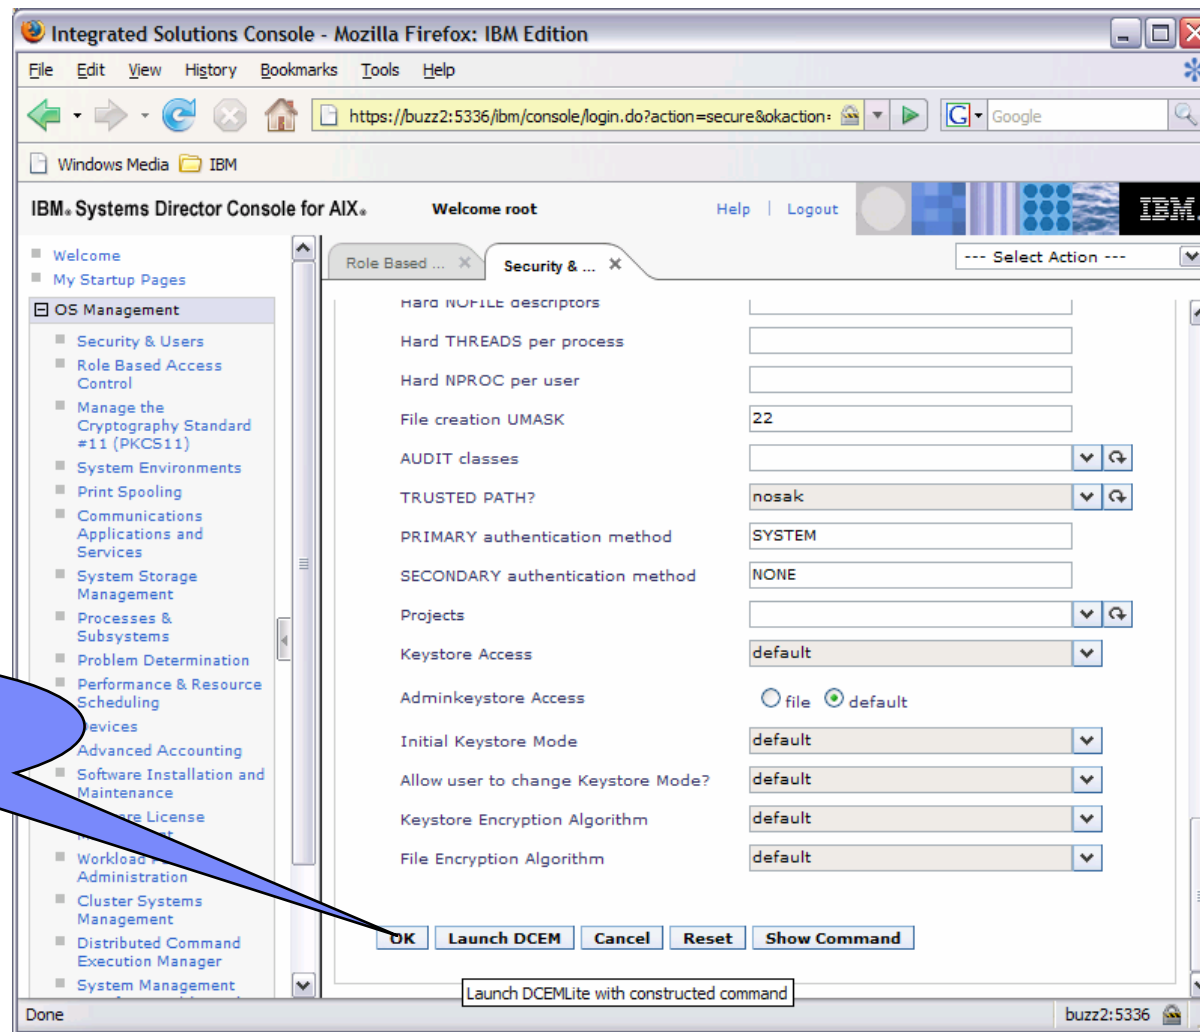 Integrated Solutions Console - Mozilla Firefox: IBM Edition
File Edit View History Bookmarks Tools Help
https://buzz2:5336/ibm/console/login.do?action=secure&okaction:
G Google
Windows Media IBM
IBM® Systems Director Console for AIX® Welcome root Help | Logout IBM.
Welcome
My Startup Pages
OS Management
Security & Users
Role Based Access
Control
Manage the
Cryptography Standard
#11 (PKCS11)
System Environments
Print Spooling
Communications
Applications and
Services
System Storage
Management
Processes &
Subsystems
Problem Determination
Performance & Resource
Scheduling
Devices
Advanced Accounting
Software Installation and
Maintenance
License
Workload
Administration
Cluster Systems
Management
Distributed Command
Execution Manager
System Management
Role Based ... Security & ... --- Select Action ---
Hard NOFILE descriptors
Hard THREADS per process
Hard NPROC per user
File creation UMASK 22
AUDIT classes
TRUSTED PATH? nosak
PRIMARY authentication method SYSTEM
SECONDARY authentication method NONE
Projects
Keystore Access default
Adminkeystore Access file default
Initial Keystore Mode default
Allow user to change Keystore Mode? default
Keystore Encryption Algorithm default
File Encryption Algorithm default
OK Launch DCEM Cancel Reset Show Command
Launch DCEMLite with constructed command
Done buzz2:5336